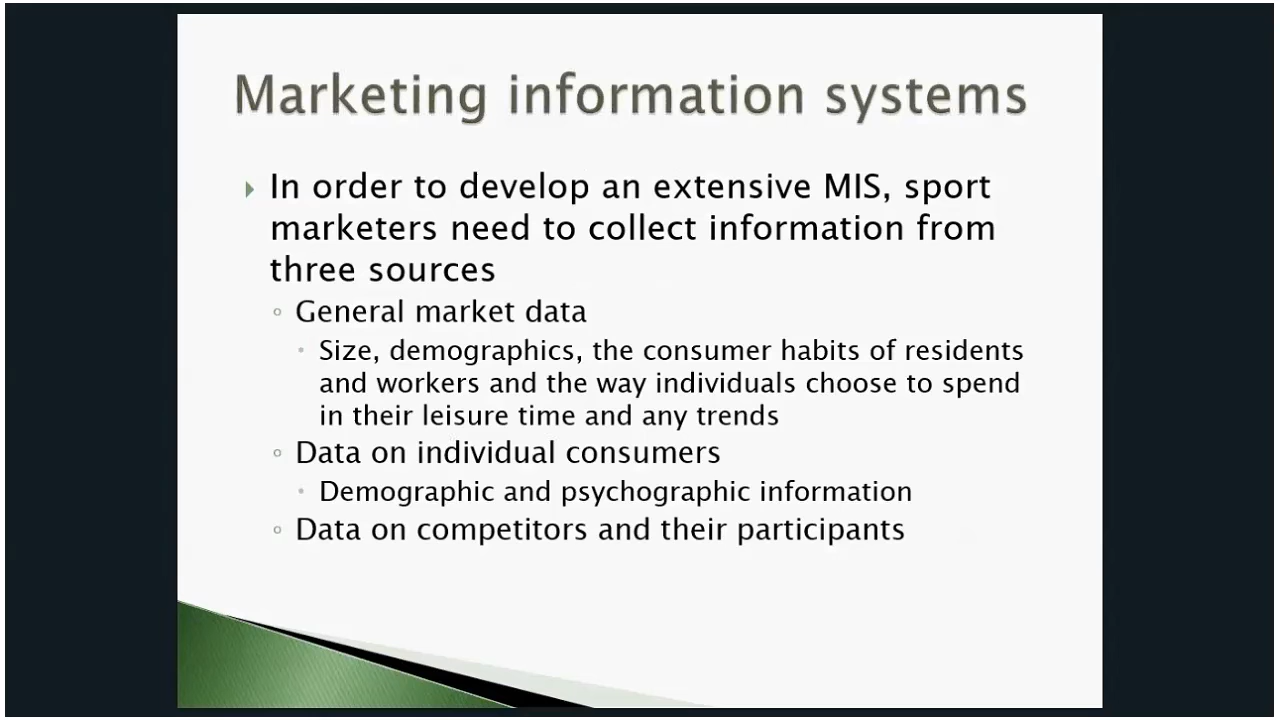 Marketing information systems
In order to develop an extensive MIS, sport
marketers need to collect information from
three sources
General market data
Size, demographics, the consumer habits of residents
and workers and the way individuals choose to spend
in their leisure time and any trends
Data on individual consumers
Demographic and psychographic information
Data on competitors and their participants